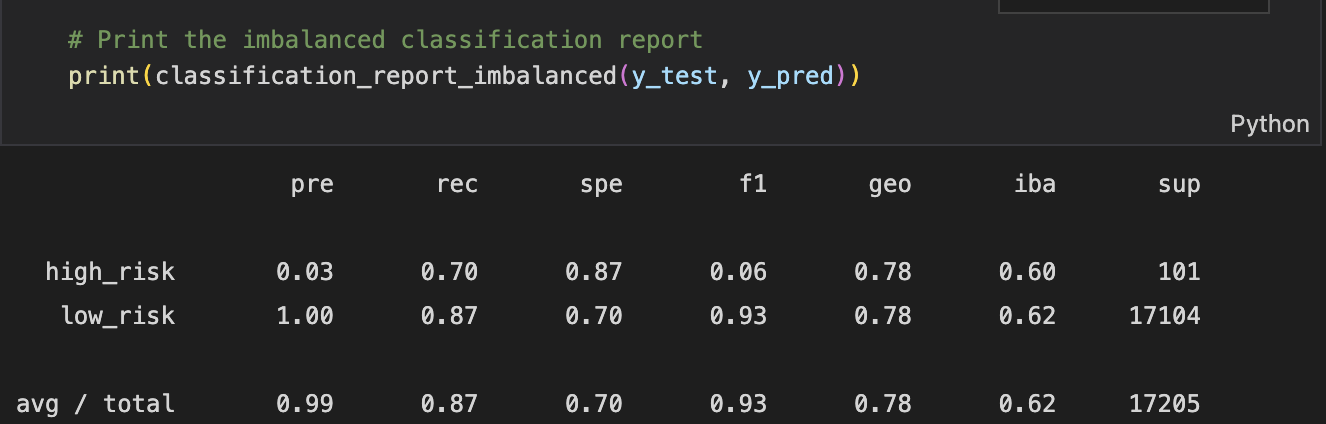 # Print the imbalanced classification report
print(classification_report_imbalanced(y_test, y_pred))
Python
pre rec spe f1 geo iba sup
high_risk 0.03 0.70 0.87 0.06 0.78 0.60 101
low_risk 1.00 0.87 0.70 0.93 0.78 0.62 17104
avg / total 0.99 0.87 0.70 0.93 0.78 0.62 17205